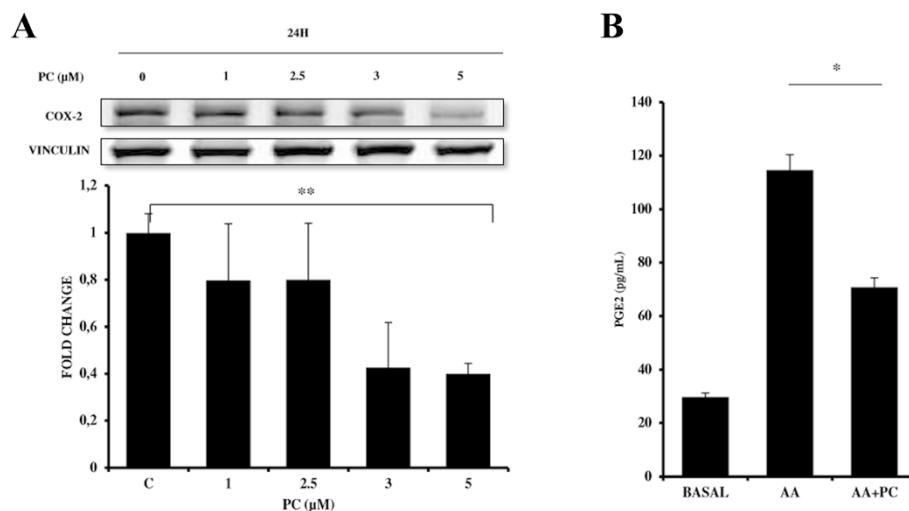 A
24H
PC (µM) 0 1 2.5 3 5
COX-2
VINCULIN
1,2
1
0,8
0,6
0,4
0,2
0
FOLD CHANGE
**
C 1 2.5 3 5
PC (µM)
B
*
140
120
100
80
60
40
20
0
PGE2 (pg/mL)
BASAL AA AA+PC